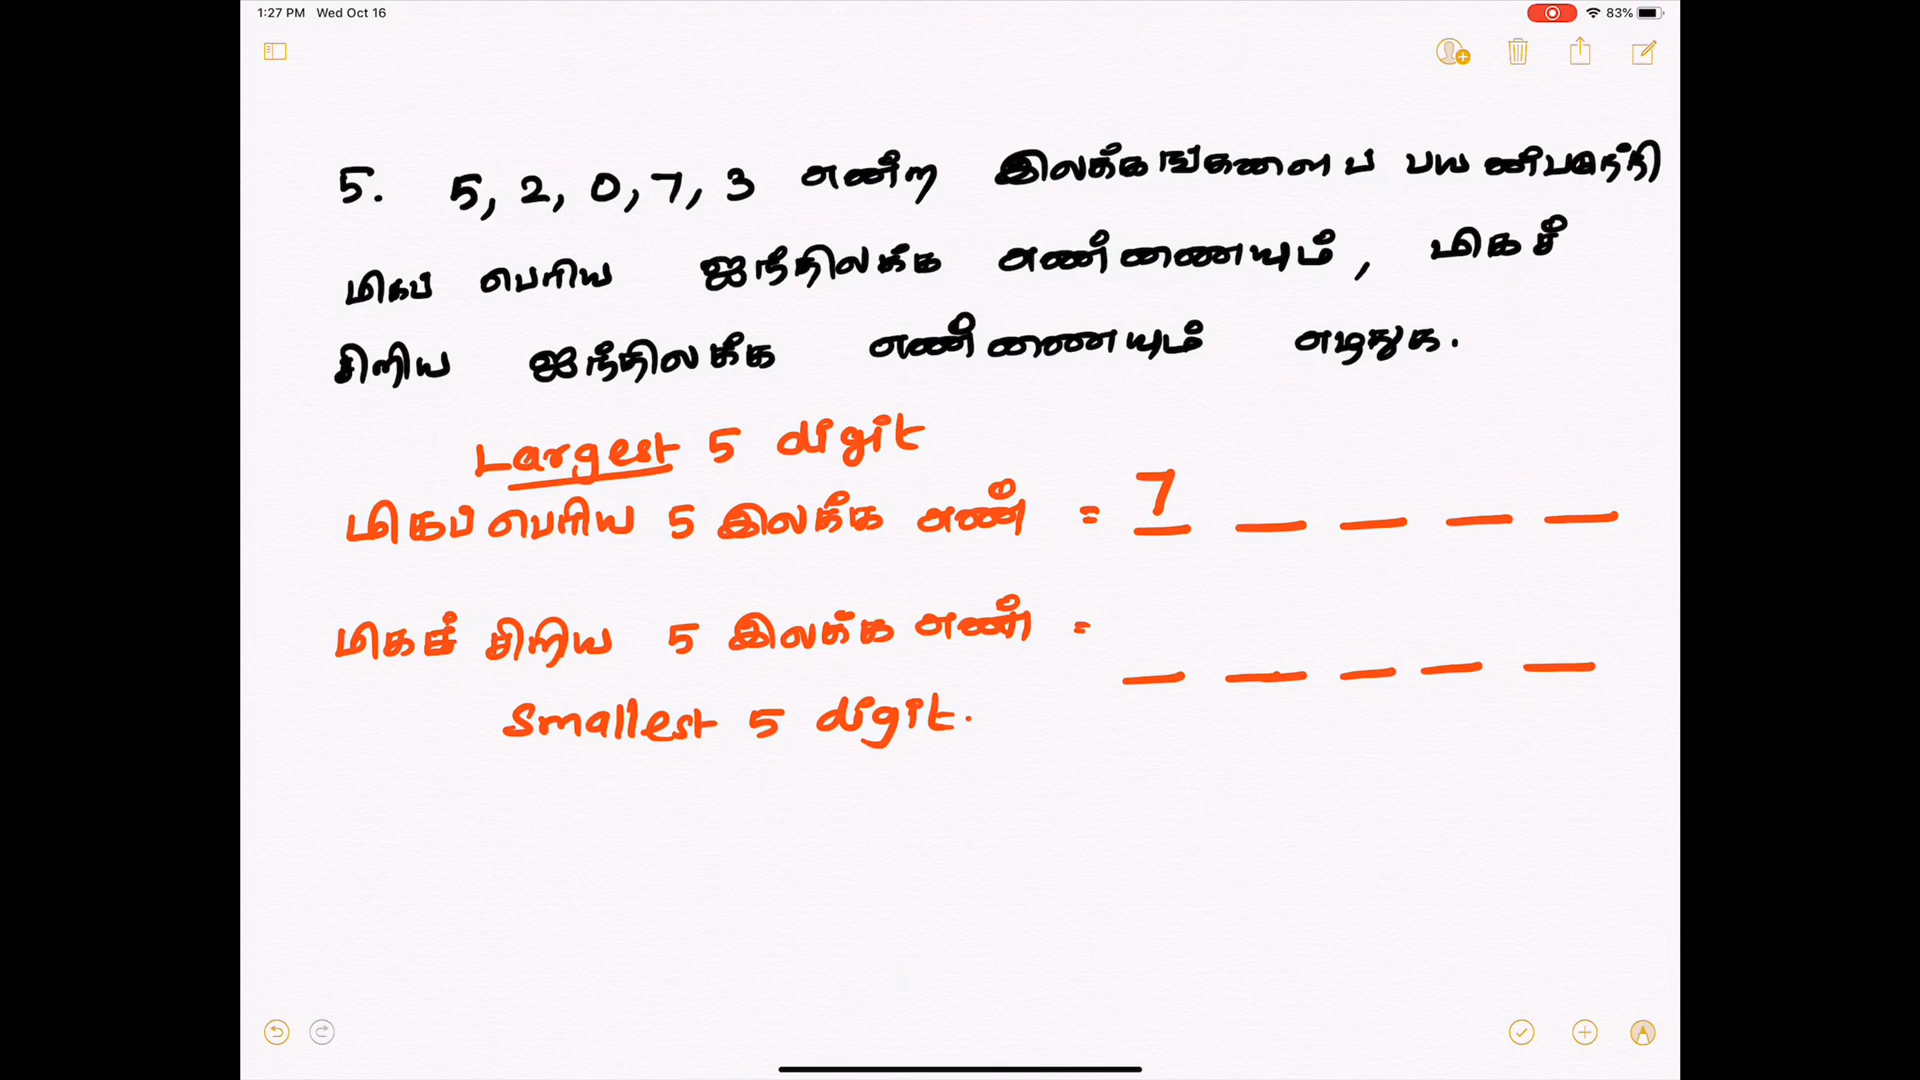 1:27 PM Wed Oct 16
83%
5. 5, 2, 0, 7, 3 என்ற இலக்கங்களைப் பயன்படுத்தி
மிகப் பெரிய ஐந்திலக்க எண்ணையும், மிகச்
சிறிய ஐந்திலக்க எண்ணையும் எழுதுக.
Largest 5 digit
மிகப் பெரிய 5 இலக்க எண் = 7 _ _ _ _
மிகச் சிறிய 5 இலக்க எண் = _ _ _ _ _
Smallest 5 digit.